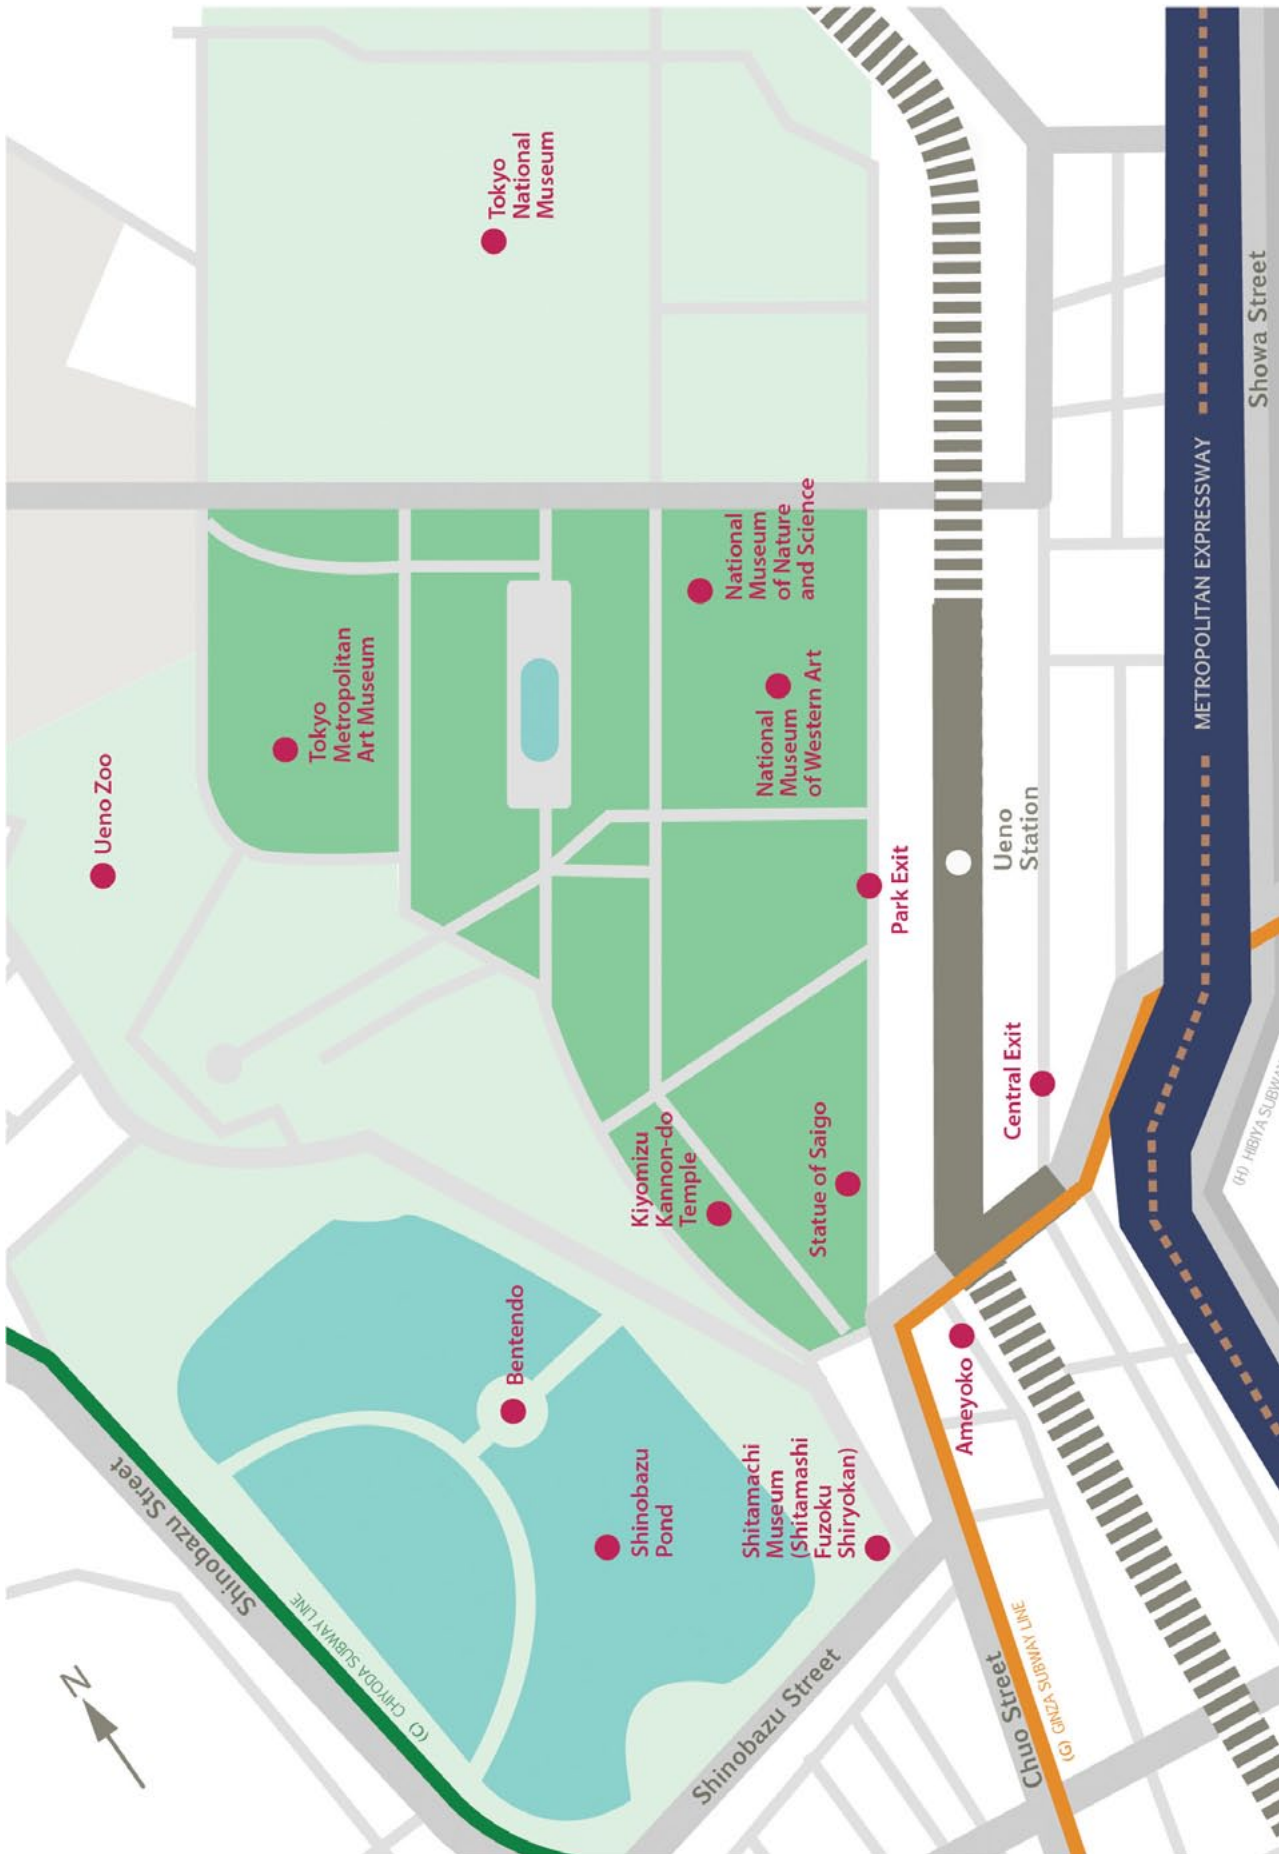 Tokyo
National
Museum
Ueno Zoo
Tokyo
Metropolitan
Art Museum
National
Museum
of Nature
and Science
National
Museum
of Western Art
Park Exit
Ueno
Station
Central Exit
METROPOLITAN EXPRESSWAY
Showa Street
(H) HIBIYA SUBWAY
Kiyomizu
Kannon-do
Temple
Statue of Saigo
Bentendo
Shinobazu
Pond
Shitamachi
Museum
(Shitamashi
Fuzoku
Shiryokan)
Ameyoko
Shinobazu Street
(C) CHIYODA SUBWAY LINE
Shinobazu Street
Chuo Street
(G) GINZA SUBWAY LINE
N